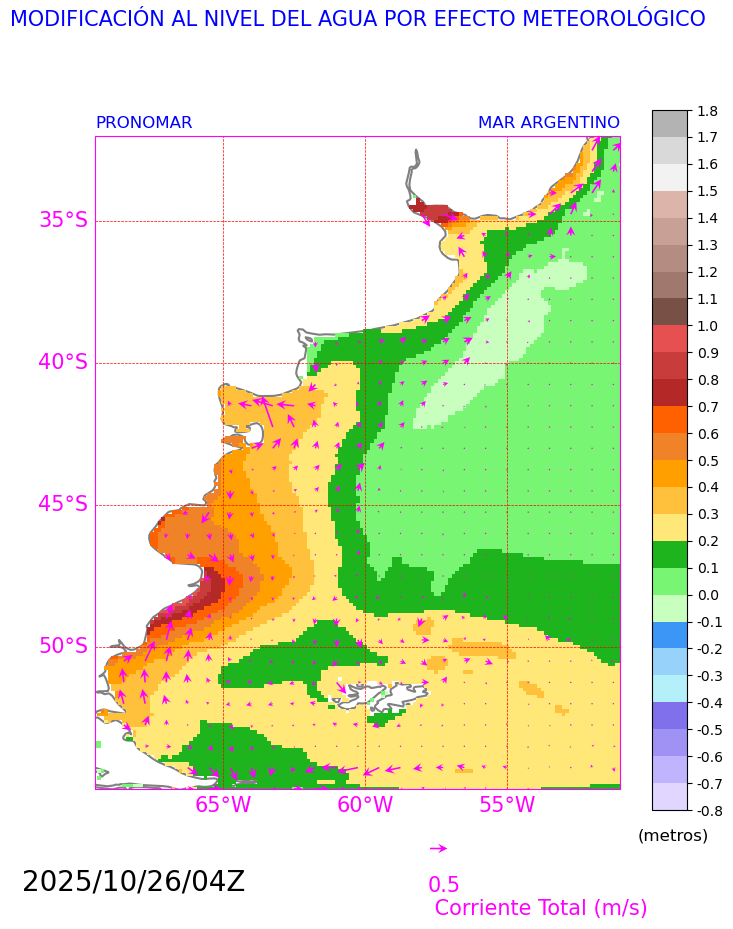 MODIFICACIÓN AL NIVEL DEL AGUA POR EFECTO METEOROLÓGICO
PRONOMAR MAR ARGENTINO
35°S
40°S
45°S
50°S
65°W 60°W 55°W
1.8
1.7
1.6
1.5
1.4
1.3
1.2
1.1
1.0
0.9
0.8
0.7
0.6
0.5
0.4
0.3
0.2
0.1
0.0
-0.1
-0.2
-0.3
-0.4
-0.5
-0.6
-0.7
-0.8
(metros)
2025/10/26/04Z
0.5
Corriente Total (m/s)